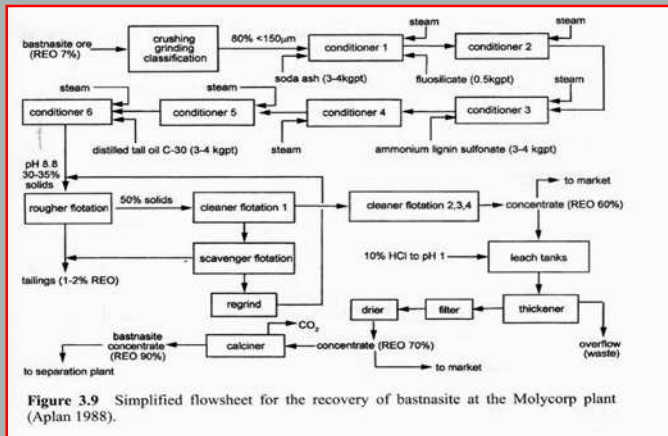 bastnasite ore
(REO 7%)
crushing
grinding
classification
80% <150µm
steam
conditioner 1
steam
conditioner 2
soda ash (3-4kgpt)
fluosilicate (0.5kgpt)
steam
steam
steam
conditioner 6
conditioner 5
conditioner 4
conditioner 3
distilled tall oil C-30 (3-4 kgpt)
steam
ammonium lignin sulfonate (3-4 kgpt)
pH 8.8
30-35%
solids
to market
rougher flotation
50% solids
cleaner flotation 1
cleaner flotation 2,3,4
concentrate (REO 60%)
scavenger flotation
10% HCl to pH 1
leach tanks
tailings (1-2% REO)
regrind
drier
filter
thickener
CO₂
bastnasite
concentrate
(REO 90%)
calciner
concentrate (REO 70%)
overflow
(waste)
to separation plant
to market
Figure 3.9 Simplified flowsheet for the recovery of bastnasite at the Molycorp plant
(Aplan 1988).